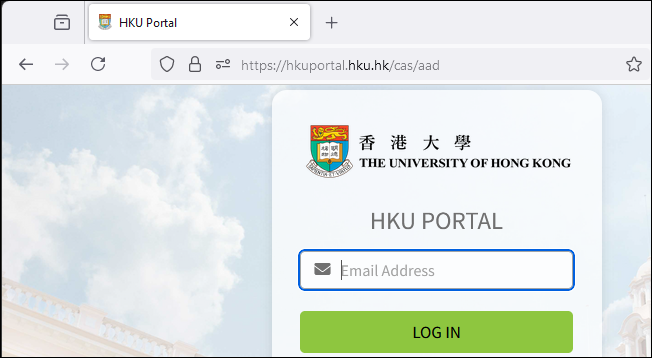 HKU Portal
https://hkuportal.hku.hk/cas/aad
香港大學
THE UNIVERSITY OF HONG KONG
HKU PORTAL
Email Address
LOG IN